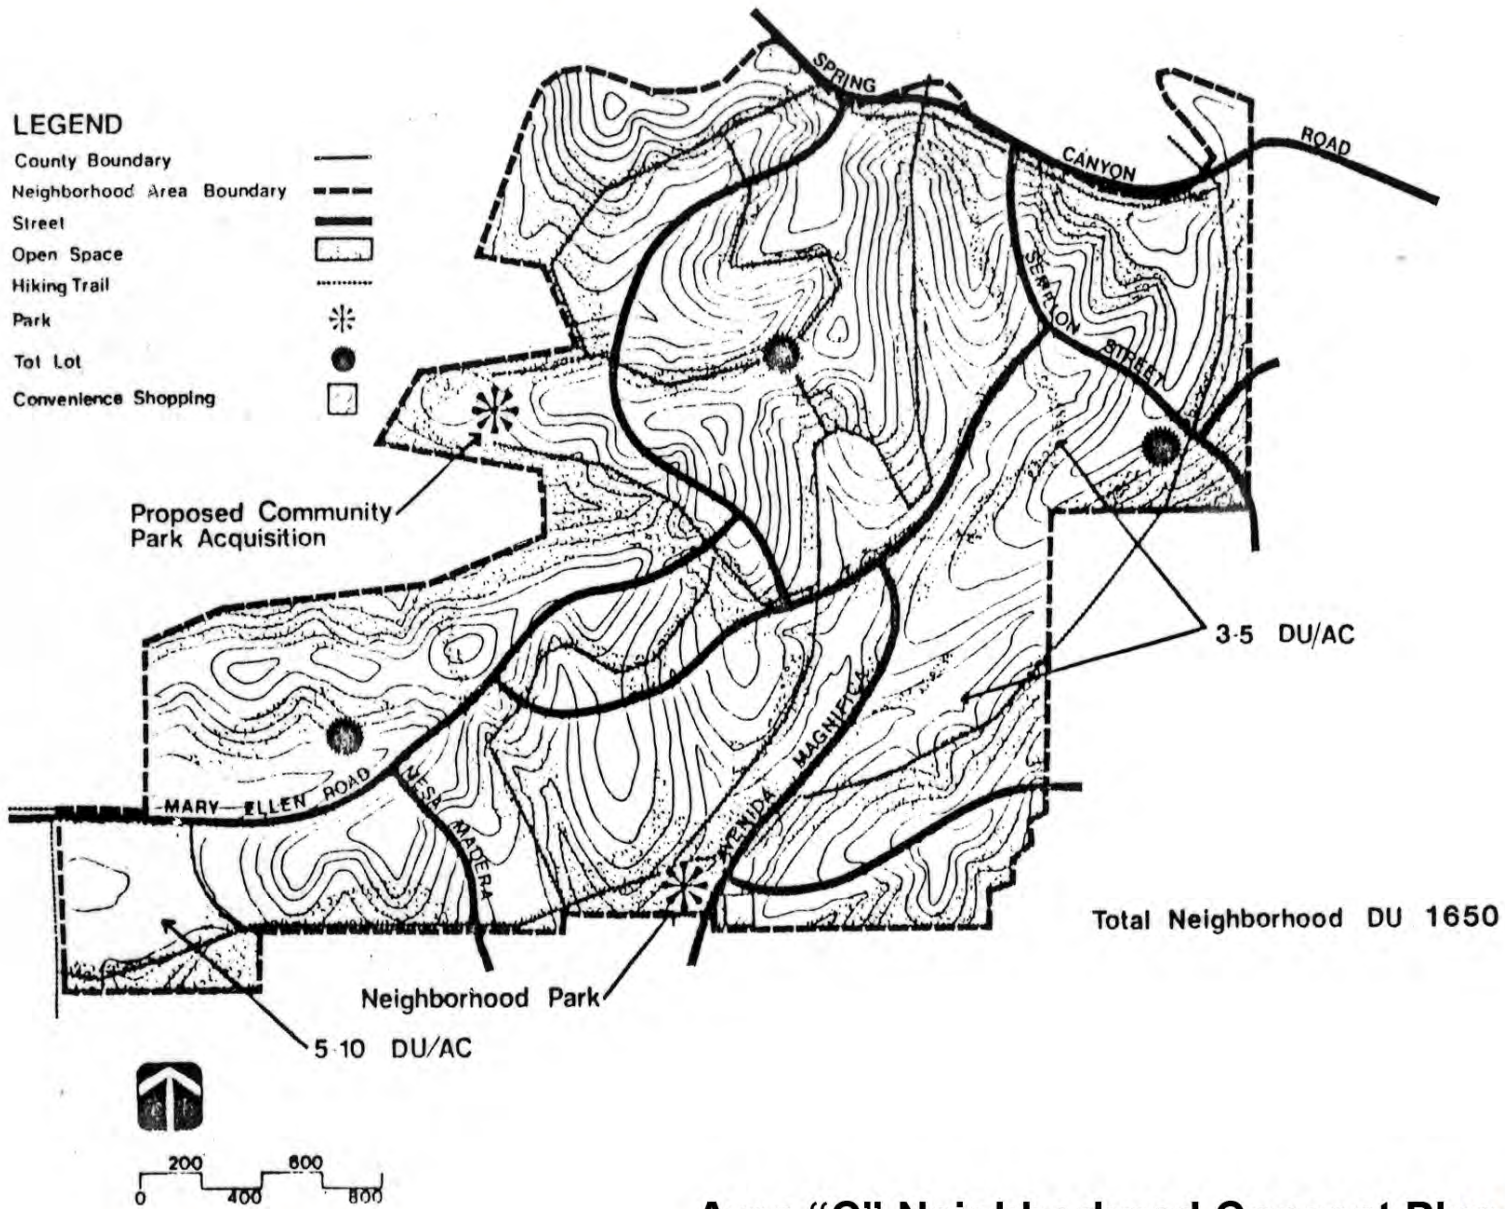 LEGEND
County Boundary
Neighborhood Area Boundary
Street
Open Space
Hiking Trail
Park
Tot Lot
Convenience Shopping
SPRING
CANYON
ROAD
SEMPLON
STREET
Proposed Community
Park Acquisition
3-5 DU/AC
MARY ELLEN ROAD
MESA MADERA
AVENIDA MAGNIFICA
Total Neighborhood DU 1650
Neighborhood Park
5-10 DU/AC
200 600
0 400 800